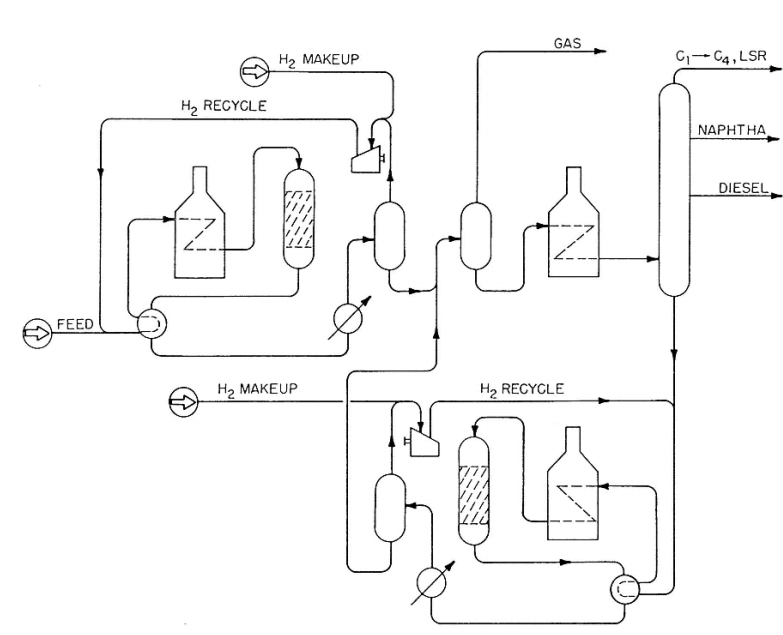 GAS
C₁→C₄, LSR
H₂ MAKEUP
H₂ RECYCLE
NAPHTHA
DIESEL
FEED
H₂ MAKEUP
H₂ RECYCLE